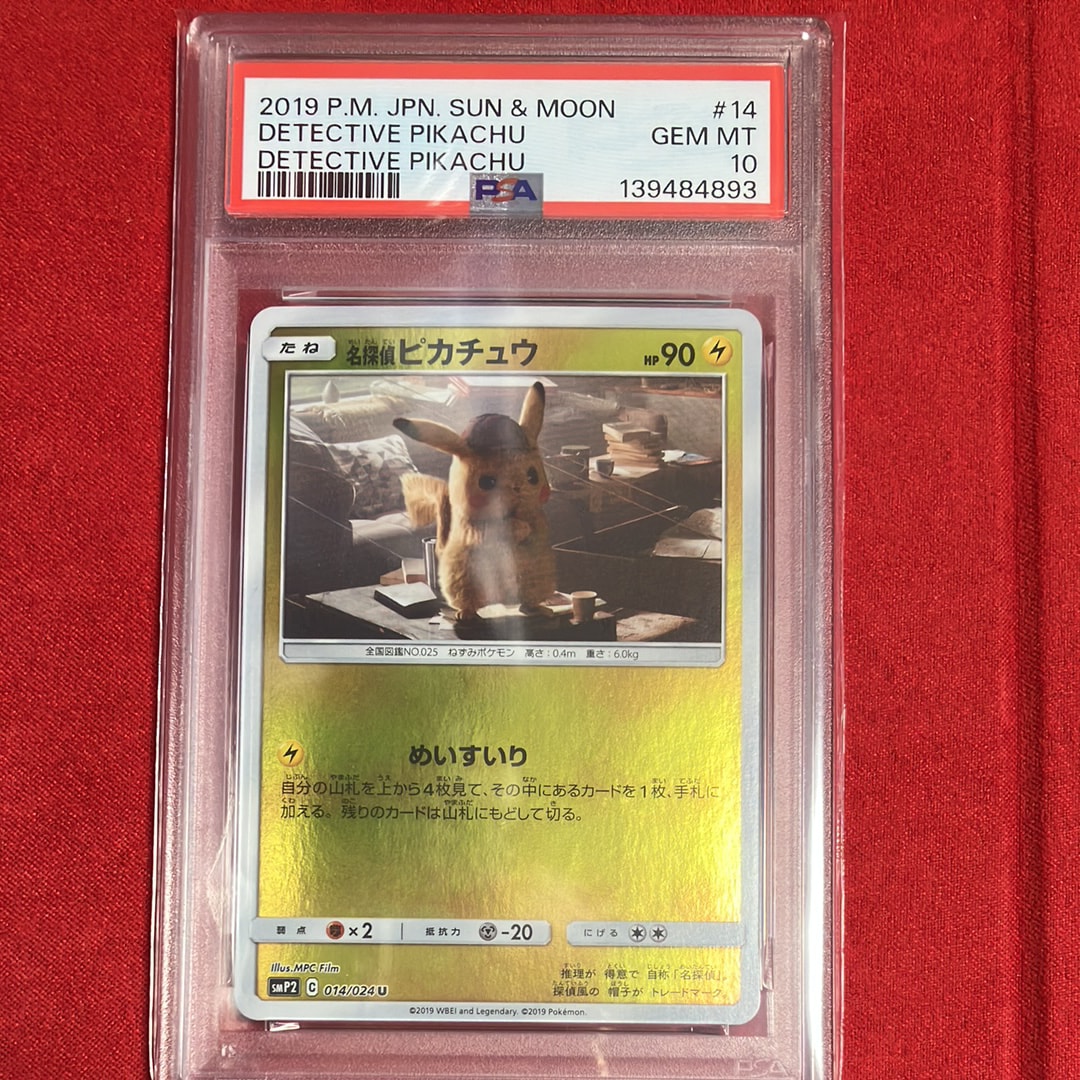 2019 P.M. JPN. SUN & MOON #14
DETECTIVE PIKACHU GEM MT
DETECTIVE PIKACHU 10
PSA 139484893
たね 名探偵ピカチュウ HP 90
全国図鑑NO.025 ねずみポケモン 高さ:0.4m 重さ:6.0kg
めいすいり
自分の山札を上から4枚見て、その中にあるカードを1枚、手札に
加える。残りのカードは山札にもどして切る。
弱点 ×2 抵抗力 -20 にげる
Illus.MPC Film
推理が 得意で 自称「名探偵」。
探偵風の 帽子が トレードマーク。
smP2 C 014/024 U
©2019 WBEI and Legendary. ©2019 Pokémon.
PSA